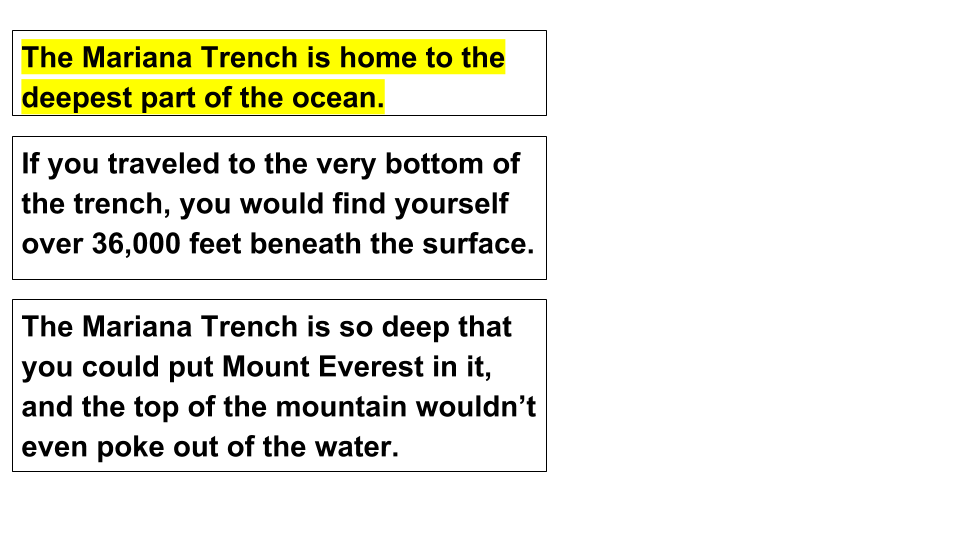 The Mariana Trench is home to the
deepest part of the ocean.
If you traveled to the very bottom of
the trench, you would find yourself
over 36,000 feet beneath the surface.
The Mariana Trench is so deep that
you could put Mount Everest in it,
and the top of the mountain wouldn’t
even poke out of the water.